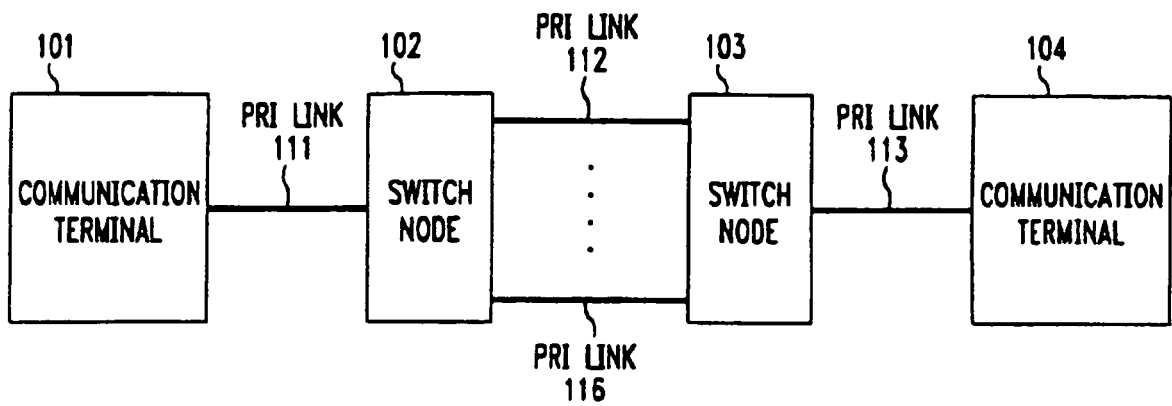 101
COMMUNICATION
TERMINAL
PRI LINK
111
102
SWITCH
NODE
PRI LINK
112
PRI LINK
116
103
SWITCH
NODE
PRI LINK
113
104
COMMUNICATION
TERMINAL